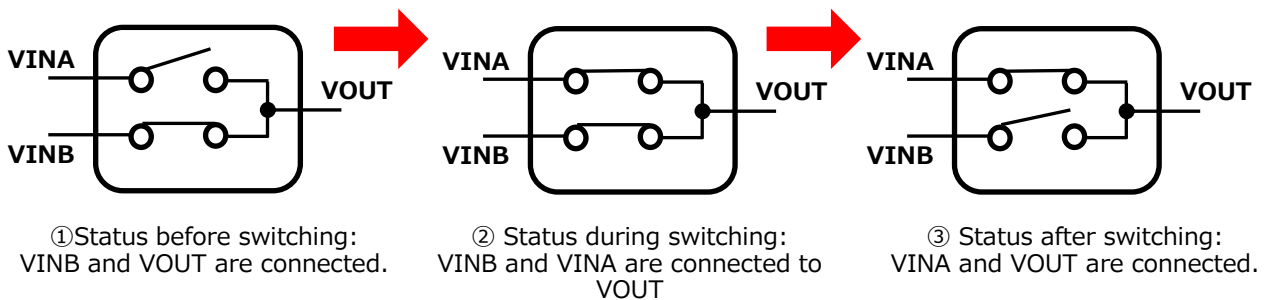 VINA
VOUT
VINB
VINA
VOUT
VINB
VINA
VOUT
VINB
①Status before switching:
VINB and VOUT are connected.
② Status during switching:
VINB and VINA are connected to
VOUT
③ Status after switching:
VINA and VOUT are connected.